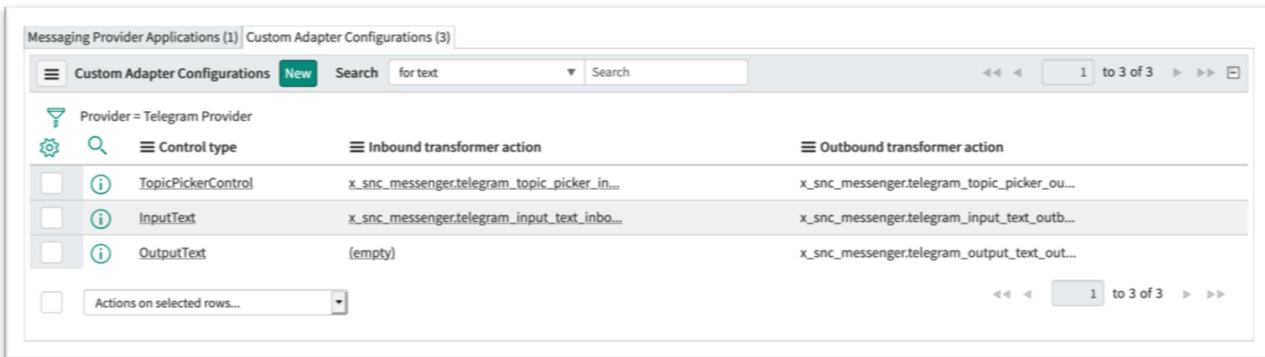 Messaging Provider Applications (1) Custom Adapter Configurations (3)
Custom Adapter Configurations New Search for text Search 1 to 3 of 3
Provider = Telegram Provider
Control type Inbound transformer action Outbound transformer action
TopicPickerControl x_snc_messenger.telegram_topic_picker_in... x_snc_messenger.telegram_topic_picker_ou...
InputText x_snc_messenger.telegram_input_text_inbo... x_snc_messenger.telegram_input_text_outb...
OutputText (empty) x_snc_messenger.telegram_output_text_out...
Actions on selected rows... 1 to 3 of 3